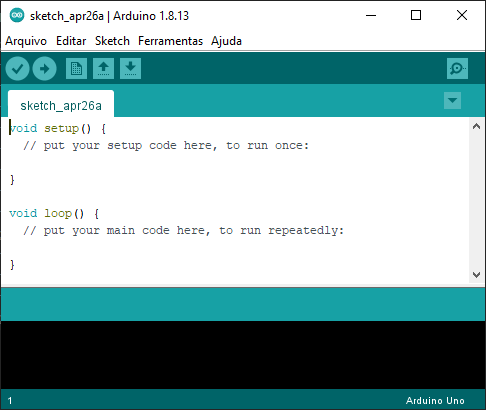 sketch_apr26a | Arduino 1.8.13
Arquivo Editar Sketch Ferramentas Ajuda
sketch_apr26a
void setup() {
  // put your setup code here, to run once:
}
void loop() {
  // put your main code here, to run repeatedly:
}
1 Arduino Uno